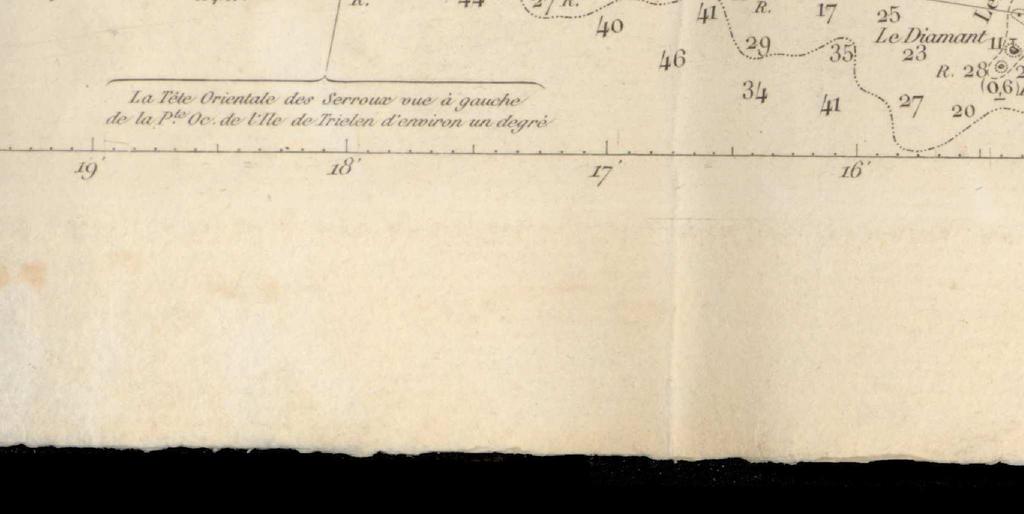 44 27 R. 41 R. 17 25
40
Le Diamant 11
29 35 23
46 R. 28
34 41 27 20 (0,6)
La Tête Orientale des Serroux vue à gauche
de la P.te Oc. de l'Ile de Trielen d'environ un degré
19' 18' 17' 16'